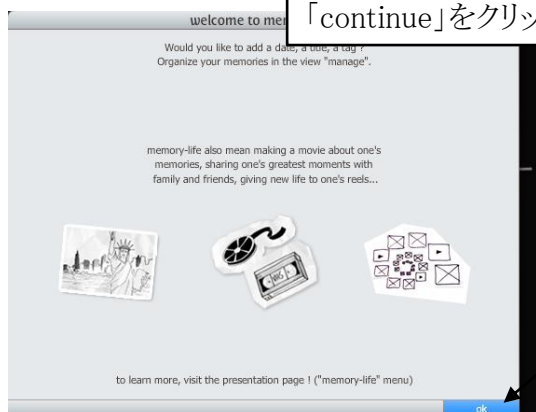 「continue」をクリッ
welcome to mer
Would you like to add a date, a title, a tag ?
Organize your memories in the view "manage".
memory-life also mean making a movie about one's
memories, sharing one's greatest moments with
family and friends, giving new life to one's reels...
VHS
to learn more, visit the presentation page ! ("memory-life" menu)
ok